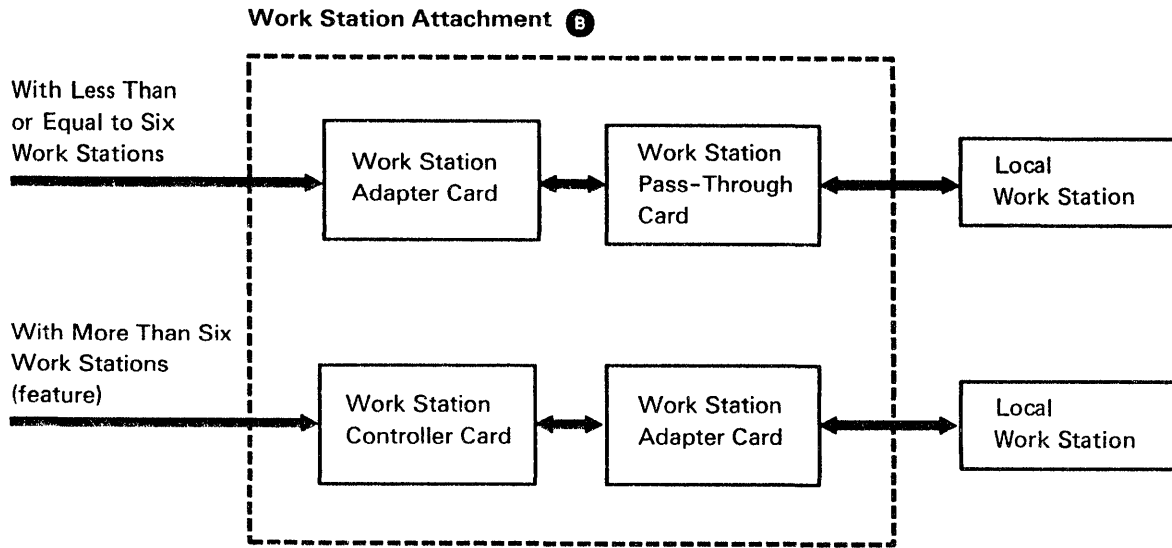 Work Station Attachment B
With Less Than
or Equal to Six
Work Stations
Work Station
Adapter Card
Work Station
Pass-Through
Card
Local
Work Station
With More Than Six
Work Stations
(feature)
Work Station
Controller Card
Work Station
Adapter Card
Local
Work Station